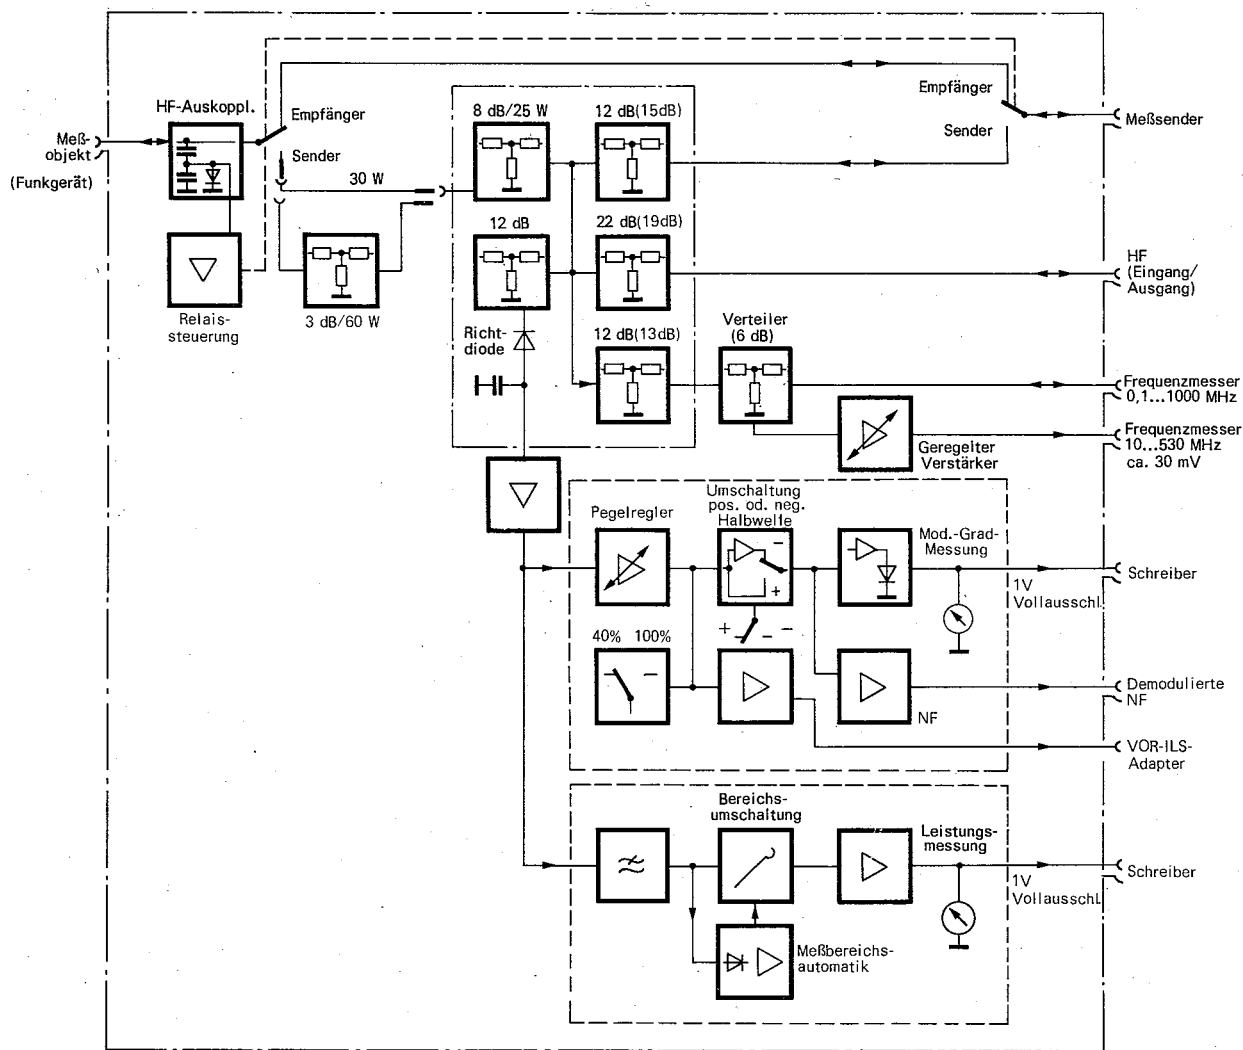 HF-Auskoppl.
Empfänger
Sender
30 W
Meß-
objekt
(Funkgerät)
Relais-
steuerung
3 dB/60 W
8 dB/25 W
12 dB(15dB)
12 dB
22 dB(19dB)
Richt-
diode
12 dB(13dB)
Verteiler
(6 dB)
Geregelter
Verstärker
Empfänger
Sender
Meßsender
HF
(Eingang/
Ausgang)
Frequenzmesser
0,1...1000 MHz
Frequenzmesser
10...530 MHz
ca. 30 mV
Pegelregler
Umschaltung
pos. od. neg.
Halbwelle
−
+
+ − −
Mod.-Grad-
Messung
1V
Vollausschl.
Schreiber
40% 100%
NF
Demodulierte
NF
VOR-ILS-
Adapter
Bereichs-
umschaltung
Leistungs-
messung
1V
Vollausschl.
Schreiber
Meßbereichs-
automatik